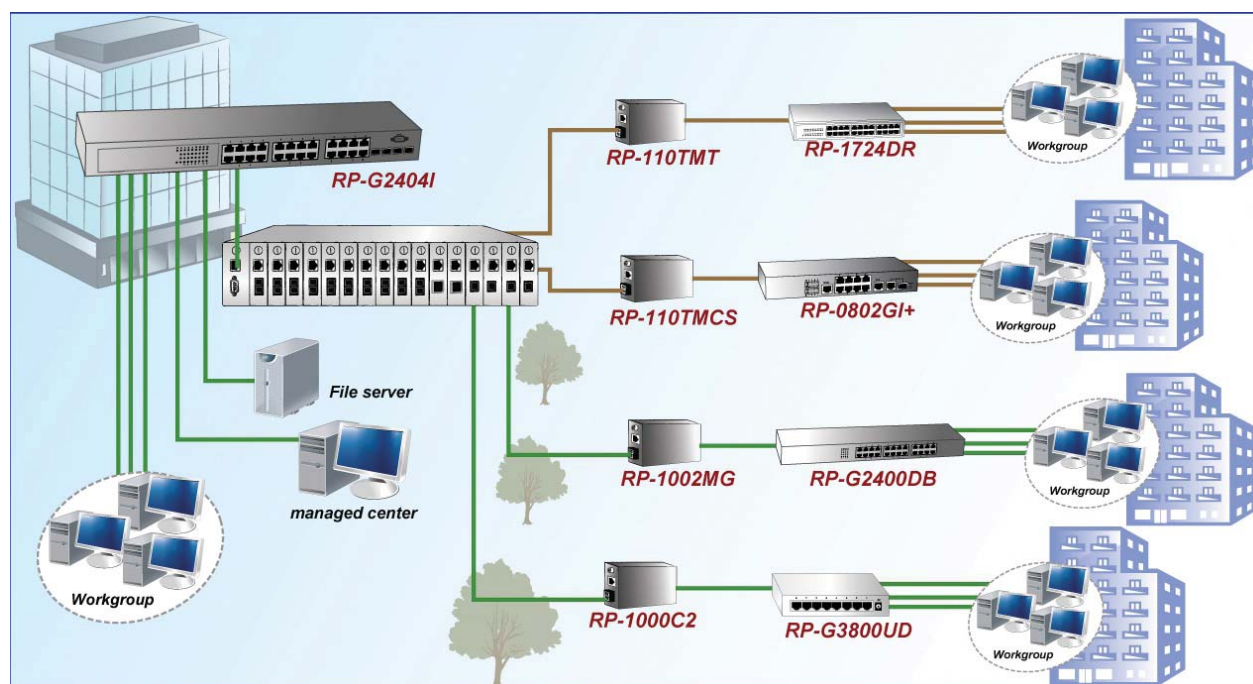 RP-G2404I
RP-110TMT
RP-1724DR
Workgroup
RP-110TMCS
RP-0802GI+
Workgroup
File server
managed center
Workgroup
RP-1002MG
RP-G2400DB
Workgroup
RP-1000C2
RP-G3800UD
Workgroup